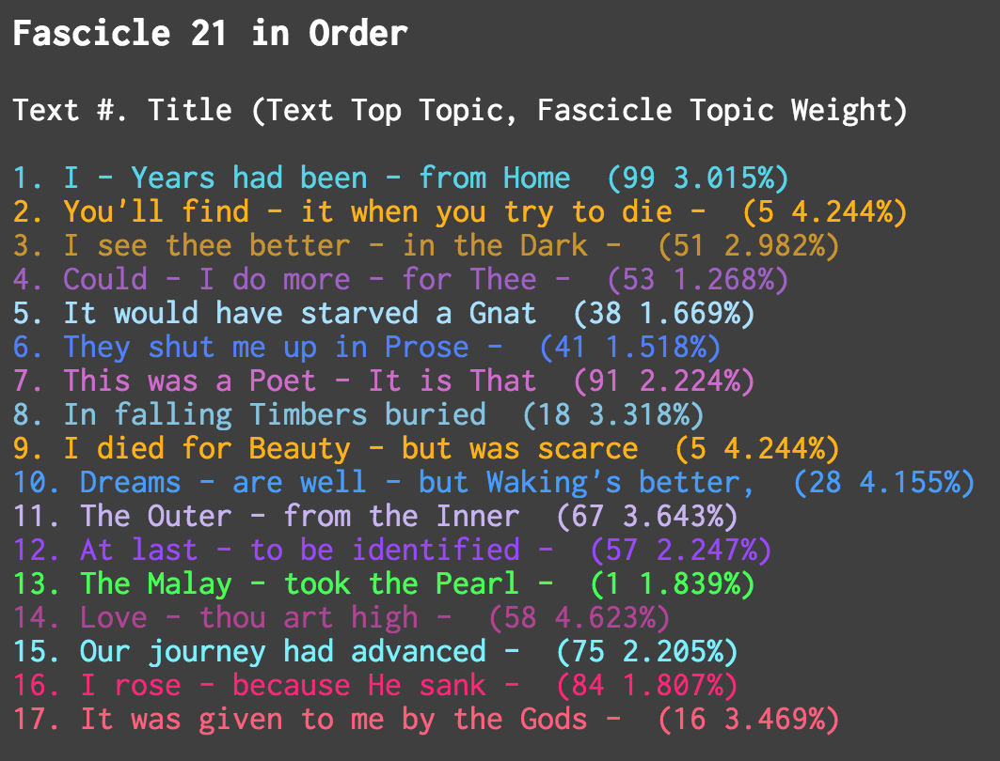 Fascicle 21 in Order
Text #. Title (Text Top Topic, Fascicle Topic Weight)
1. I – Years had been – from Home  (99 3.015%)
2. You'll find – it when you try to die –  (5 4.244%)
3. I see thee better – in the Dark –  (51 2.982%)
4. Could – I do more – for Thee –  (53 1.268%)
5. It would have starved a Gnat  (38 1.669%)
6. They shut me up in Prose –  (41 1.518%)
7. This was a Poet – It is That  (91 2.224%)
8. In falling Timbers buried  (18 3.318%)
9. I died for Beauty – but was scarce  (5 4.244%)
10. Dreams – are well – but Waking's better,  (28 4.155%)
11. The Outer – from the Inner  (67 3.643%)
12. At last – to be identified –  (57 2.247%)
13. The Malay – took the Pearl –  (1 1.839%)
14. Love – thou art high –  (58 4.623%)
15. Our journey had advanced –  (75 2.205%)
16. I rose – because He sank –  (84 1.807%)
17. It was given to me by the Gods –  (16 3.469%)